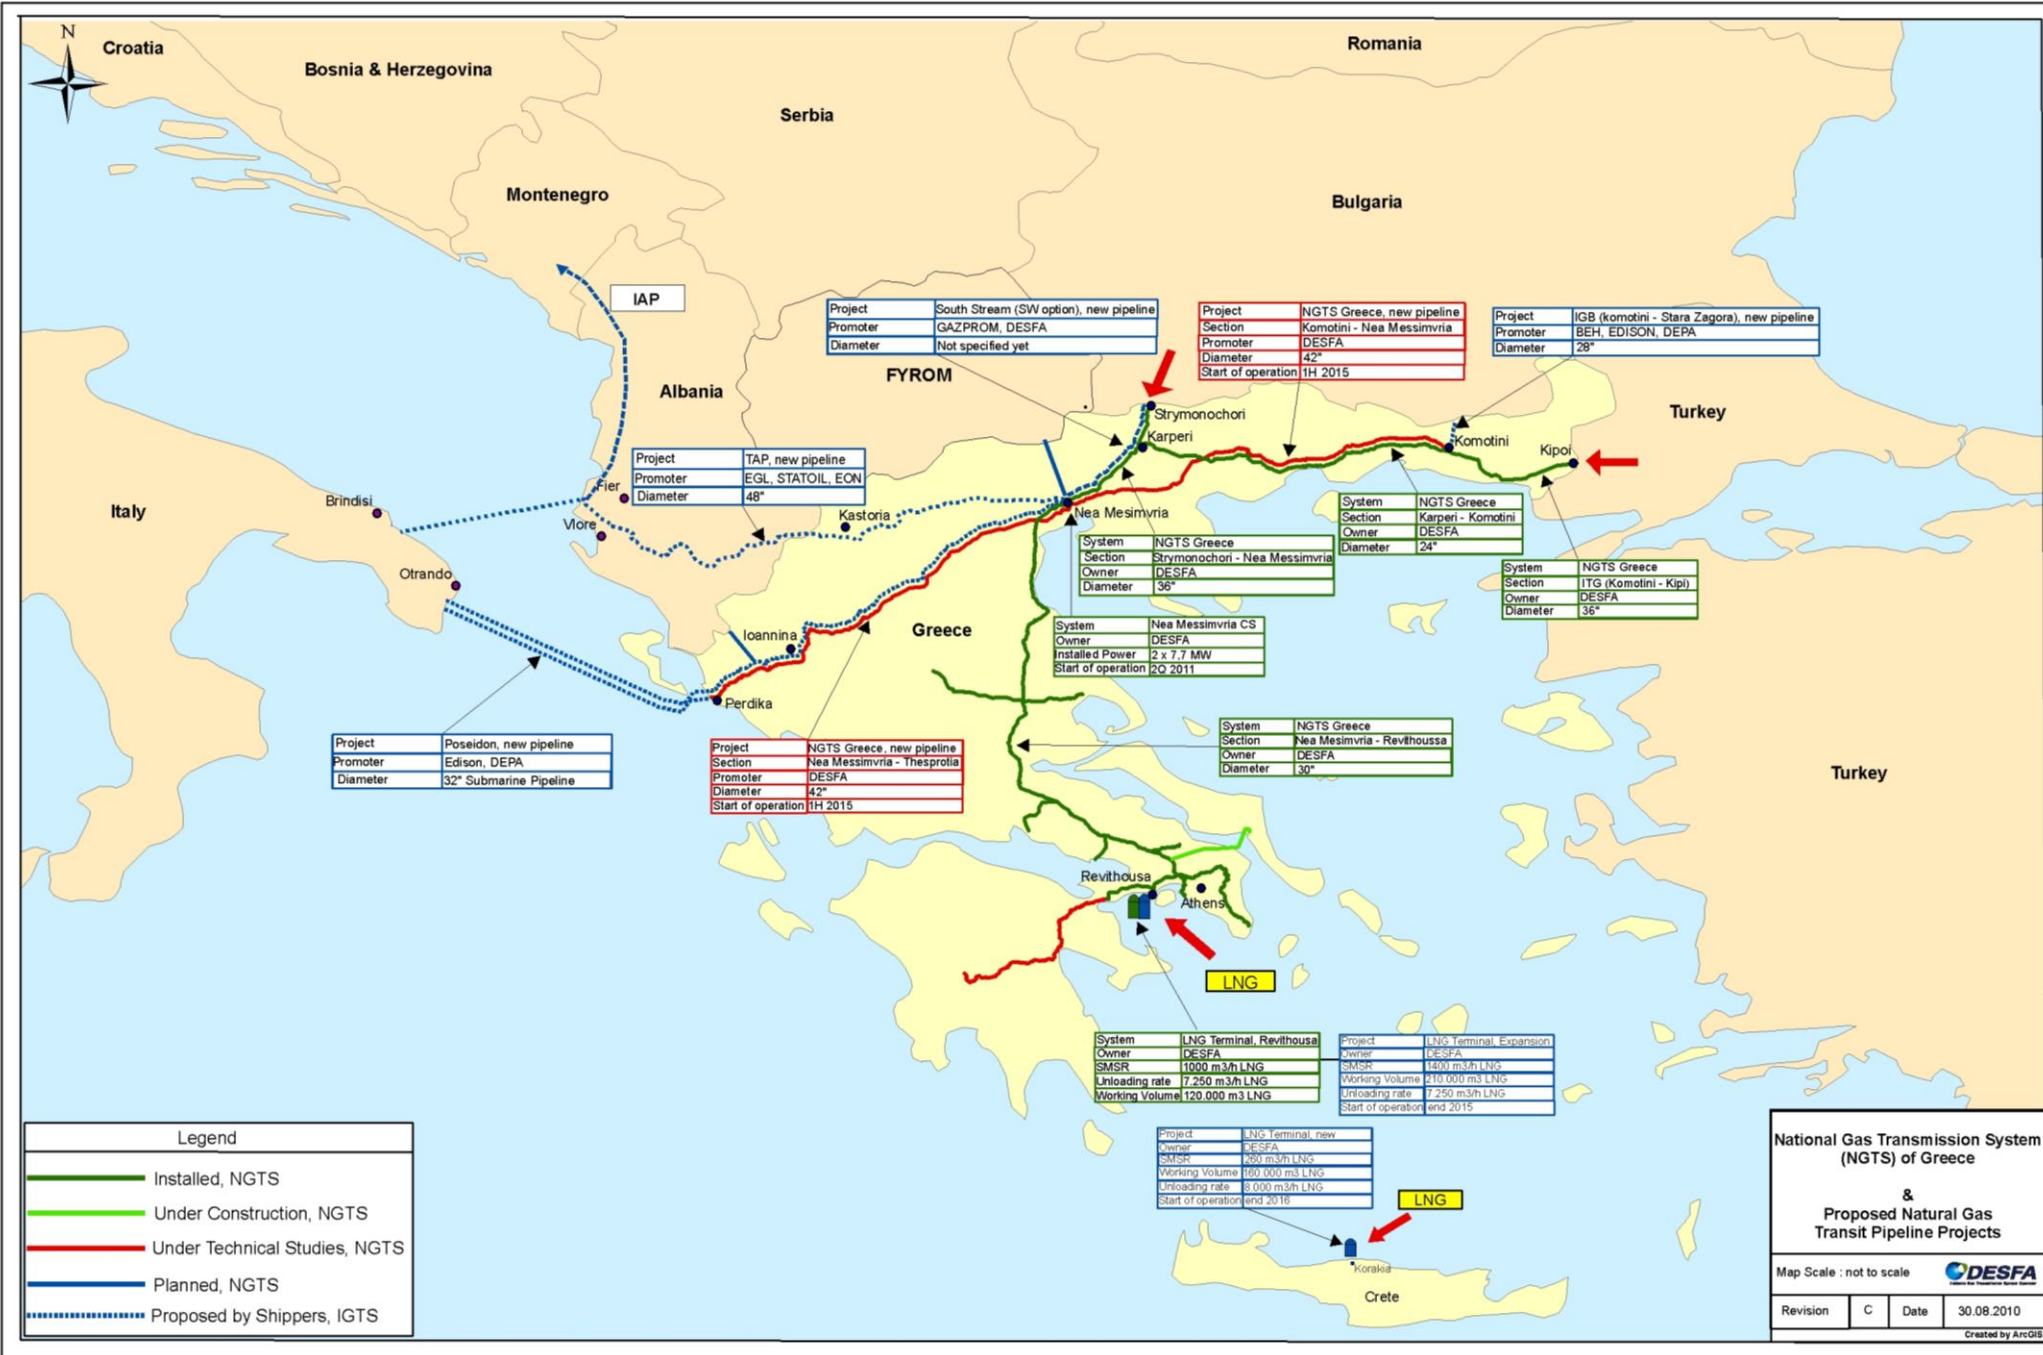 N
Croatia
Bosnia & Herzegovina
Serbia
Romania
Montenegro
Bulgaria
IAP
Albania
FYROM
Turkey
Italy
Project South Stream (SW option), new pipeline
Promoter GAZPROM, DESFA
Diameter Not specified yet
Project NGTS Greece, new pipeline
Section Komotini - Nea Messimvria
Promoter DESFA
Diameter 42"
Start of operation 1H 2015
Project IGB (komotini - Stara Zagora), new pipeline
Promoter BEH, EDISON, DEPA
Diameter 28"
Strymonochori
Karperi
Komotini
Kipoi
Project TAP, new pipeline
Promoter EGL, STATOIL, EON
Diameter 48"
Fier
Brindisi
Vlore
Kastoria
Nea Mesimvria
Otrando
System NGTS Greece
Section Karperi - Komotini
Owner DESFA
Diameter 24"
System NGTS Greece
Section Strymonochori - Nea Messimvria
Owner DESFA
Diameter 36"
System NGTS Greece
Section ITG (Komotini - Kipi)
Owner DESFA
Diameter 36"
Ioannina
Greece
System Nea Messimvria CS
Owner DESFA
Installed Power 2 x 7,7 MW
Start of operation 2Q 2011
Perdika
Project Poseidon, new pipeline
Promoter Edison, DEPA
Diameter 32" Submarine Pipeline
Project NGTS Greece, new pipeline
Section Nea Messimvria - Thesprotia
Promoter DESFA
Diameter 42"
Start of operation 1H 2015
System NGTS Greece
Section Nea Mesimvria - Revithoussa
Owner DESFA
Diameter 30"
Turkey
Revithousa
Athens
LNG
System LNG Terminal, Revithousa
Owner DESFA
SMSR 1000 m3/h LNG
Unloading rate 7.250 m3/h LNG
Working Volume 120.000 m3 LNG
Project LNG Terminal, Expansion
Owner DESFA
SMSR 1400 m3/h LNG
Working Volume 210.000 m3 LNG
Unloading rate 7.250 m3/h LNG
Start of operation end 2015
Project LNG Terminal, new
Owner DESFA
SMSR 260 m3/h LNG
Working Volume 160.000 m3 LNG
Unloading rate 8.000 m3/h LNG
Start of operation end 2016
LNG
Korakia
Crete
Legend
Installed, NGTS
Under Construction, NGTS
Under Technical Studies, NGTS
Planned, NGTS
Proposed by Shippers, IGTS
National Gas Transmission System
(NGTS) of Greece
&
Proposed Natural Gas
Transit Pipeline Projects
Map Scale : not to scale
DESFA
Revision C Date 30.08.2010
Created by ArcGIS